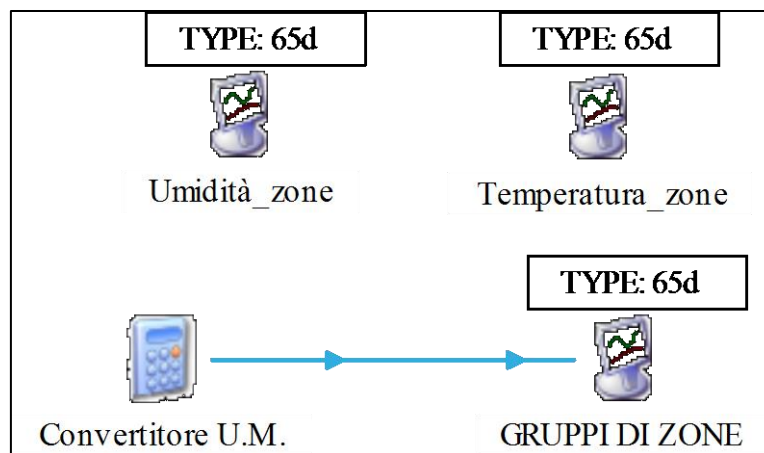 TYPE: 65d
TYPE: 65d
Umidità_zone
Temperatura_zone
TYPE: 65d
Convertitore U.M.
GRUPPI DI ZONE